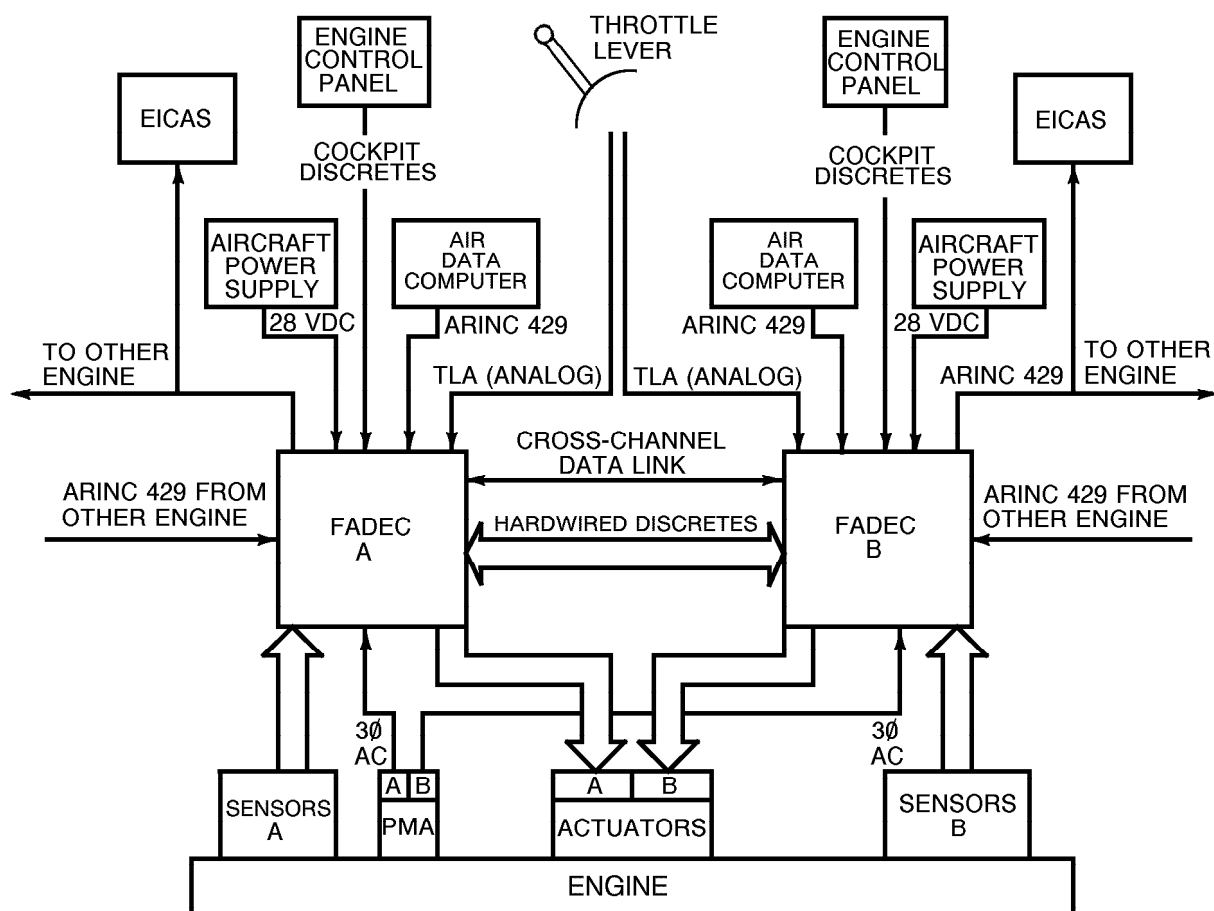 ENGINE
CONTROL
PANEL
THROTTLE
LEVER
ENGINE
CONTROL
PANEL
EICAS
EICAS
COCKPIT
DISCRETES
COCKPIT
DISCRETES
AIRCRAFT
POWER
SUPPLY
AIR
DATA
COMPUTER
AIR
DATA
COMPUTER
AIRCRAFT
POWER
SUPPLY
28 VDC
ARINC 429
ARINC 429
28 VDC
TO OTHER
ENGINE
TLA (ANALOG)
TLA (ANALOG)
ARINC 429
TO OTHER
ENGINE
CROSS-CHANNEL
DATA LINK
ARINC 429 FROM
OTHER ENGINE
FADEC
A
HARDWIRED DISCRETES
FADEC
B
ARINC 429 FROM
OTHER ENGINE
3Ø
AC
3Ø
AC
SENSORS
A
A B
PMA
A B
ACTUATORS
SENSORS
B
ENGINE